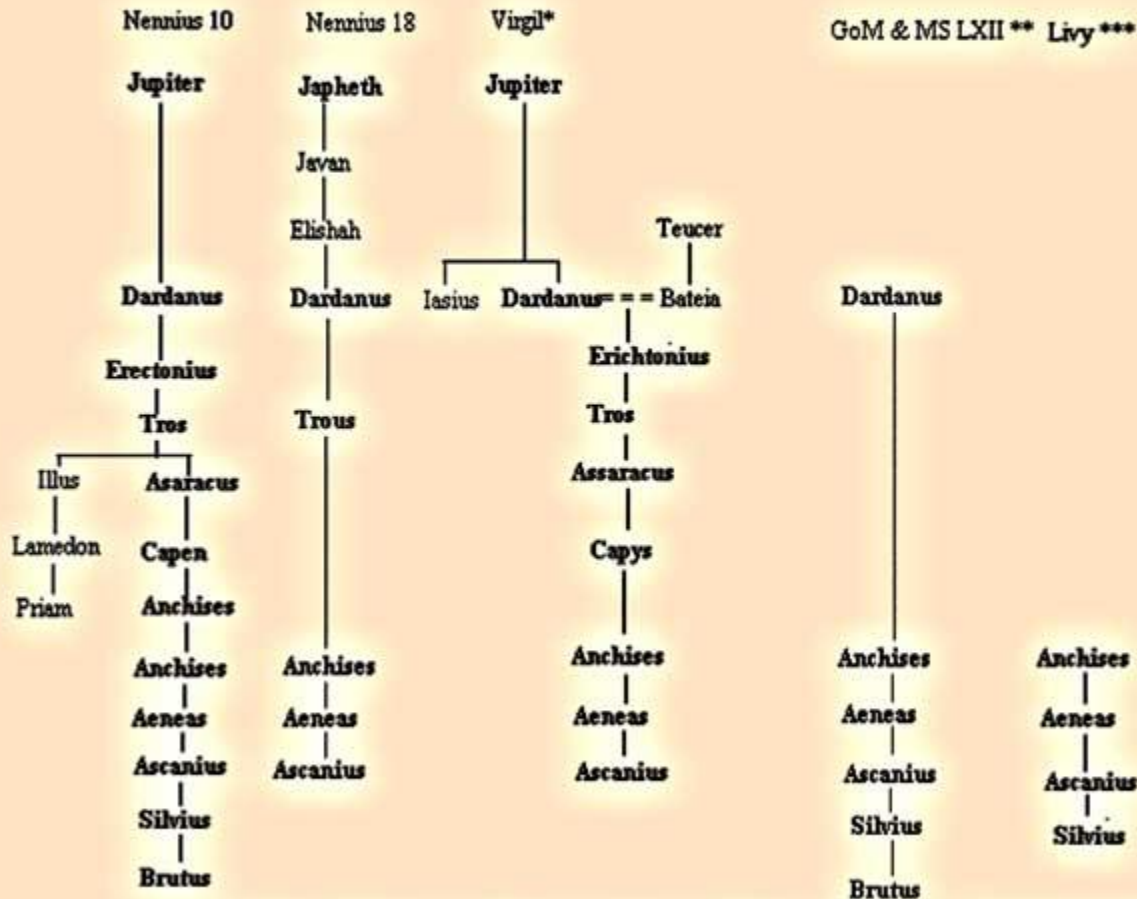 Nennius 10 Nennius 18 Virgil* GoM & MS LXII ** Livy ***
Jupiter Japheth Jupiter
Javan
Elishah Teucer
Dardanus Dardanus Iasius Dardanus= = = Bateia Dardanus
Erectonius Erichtonius
Tros Trous Tros
Illus Asaracus Assaracus
Lamedon Capen Capys
Priam Anchises
Anchises Anchises Anchises Anchises Anchises
Aeneas Aeneas Aeneas Aeneas Aeneas
Ascanius Ascanius Ascanius Ascanius Ascanius
Silvius Silvius Silvius
Brutus Brutus